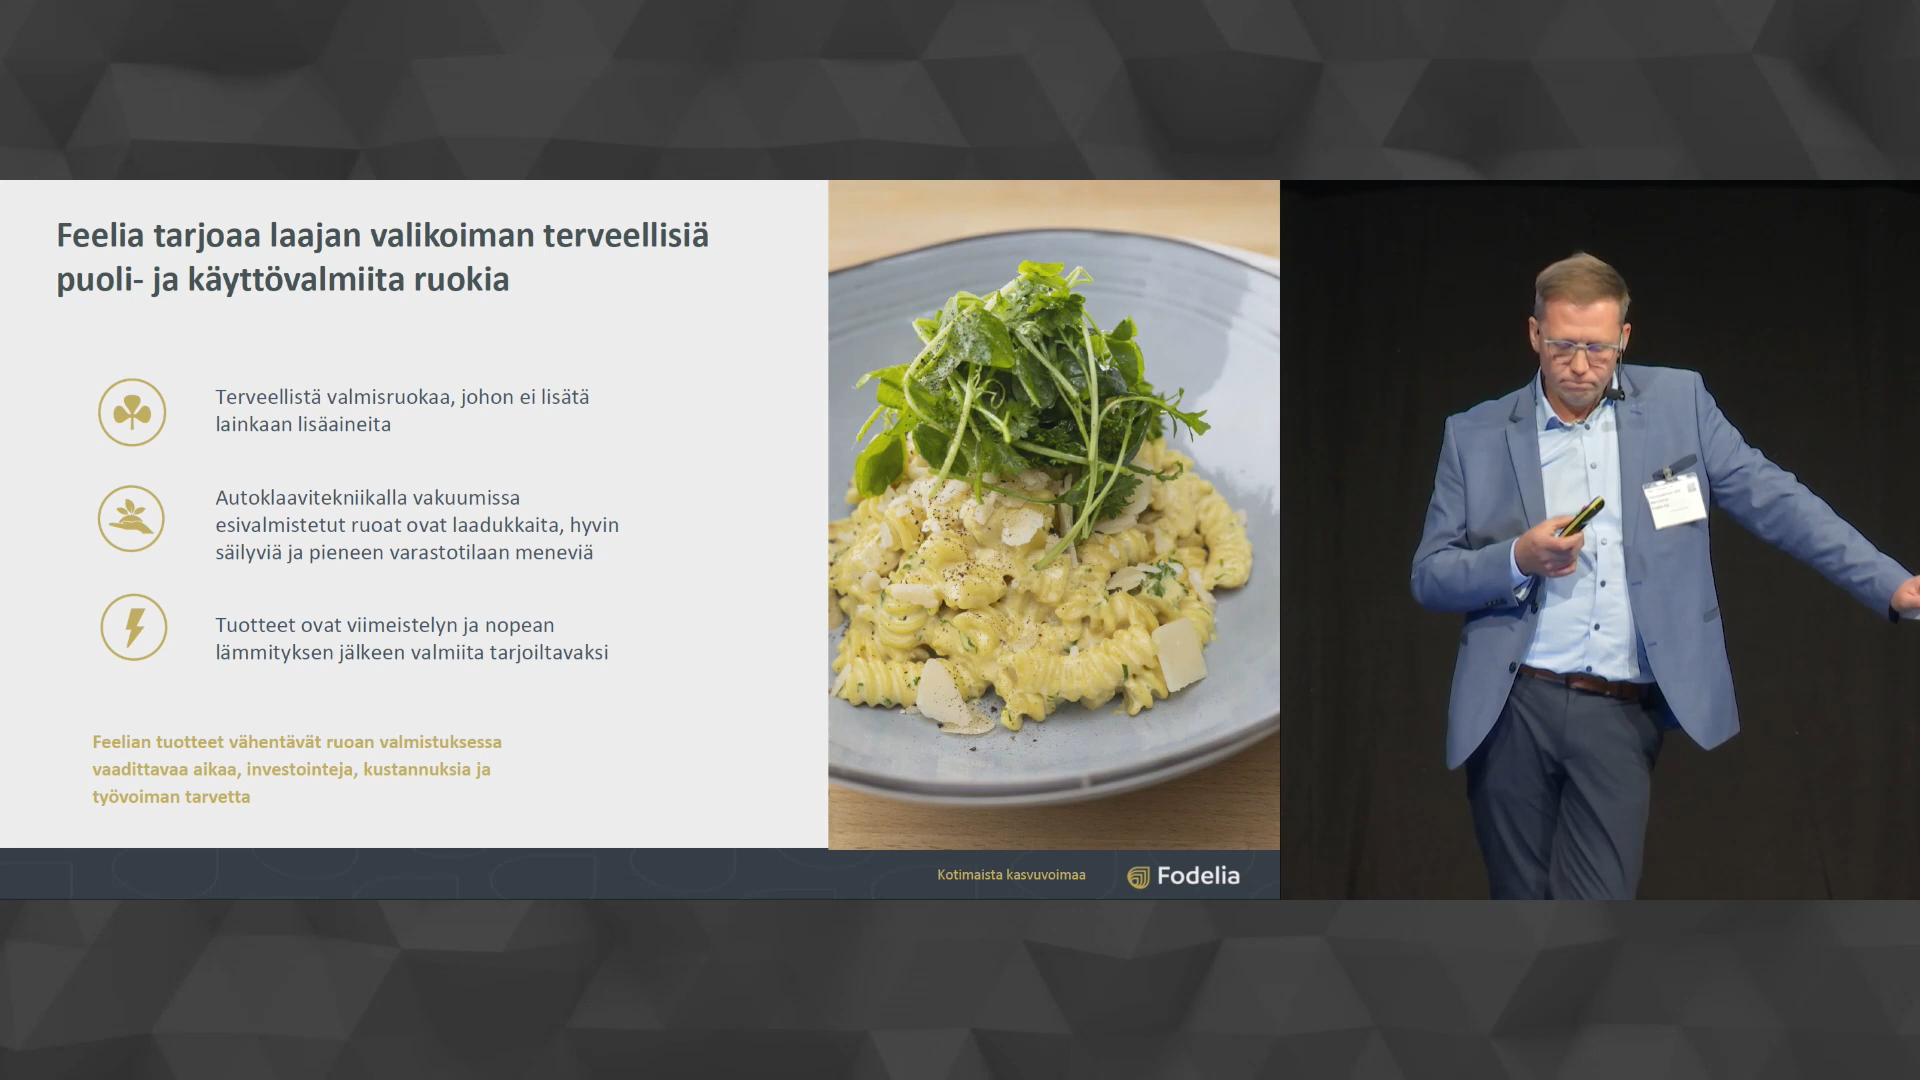 Feelia tarjoaa laajan valikoiman terveellisiä
puoli- ja käyttövalmiita ruokia
Terveellistä valmisruokaa, johon ei lisätä
lainkaan lisäaineita
Autoklaavitekniikalla vakuumissa
esivalmistetut ruoat ovat laadukkaita, hyvin
säilyviä ja pieneen varastotilaan meneviä
Tuotteet ovat viimeistelyn ja nopean
lämmityksen jälkeen valmiita tarjoiltavaksi
Feelian tuotteet vähentävät ruoan valmistuksessa
vaadittavaa aikaa, investointeja, kustannuksia ja
työvoiman tarvetta
Kotimaista kasvuvoimaa
Fodelia